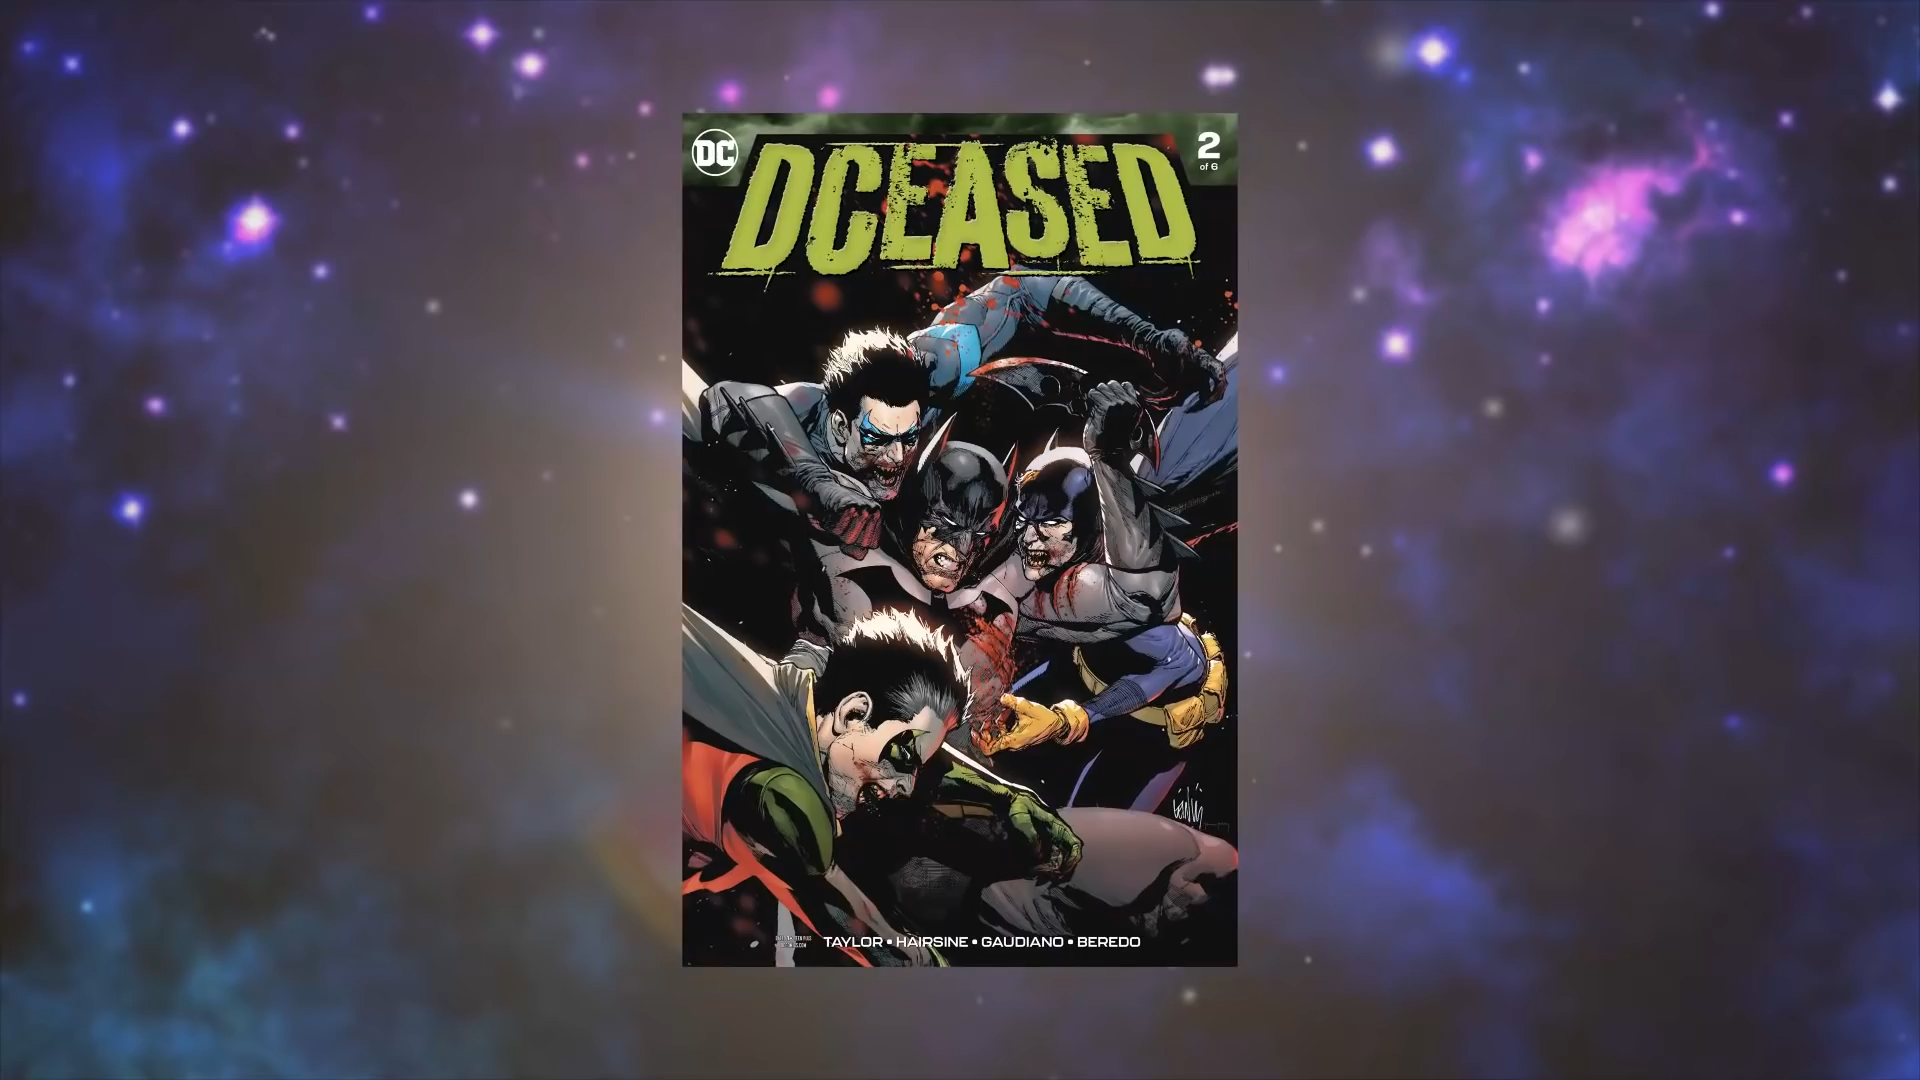 DC
DCEASED
2
of 6
TAYLOR • HAIRSINE • GAUDIANO • BEREDO